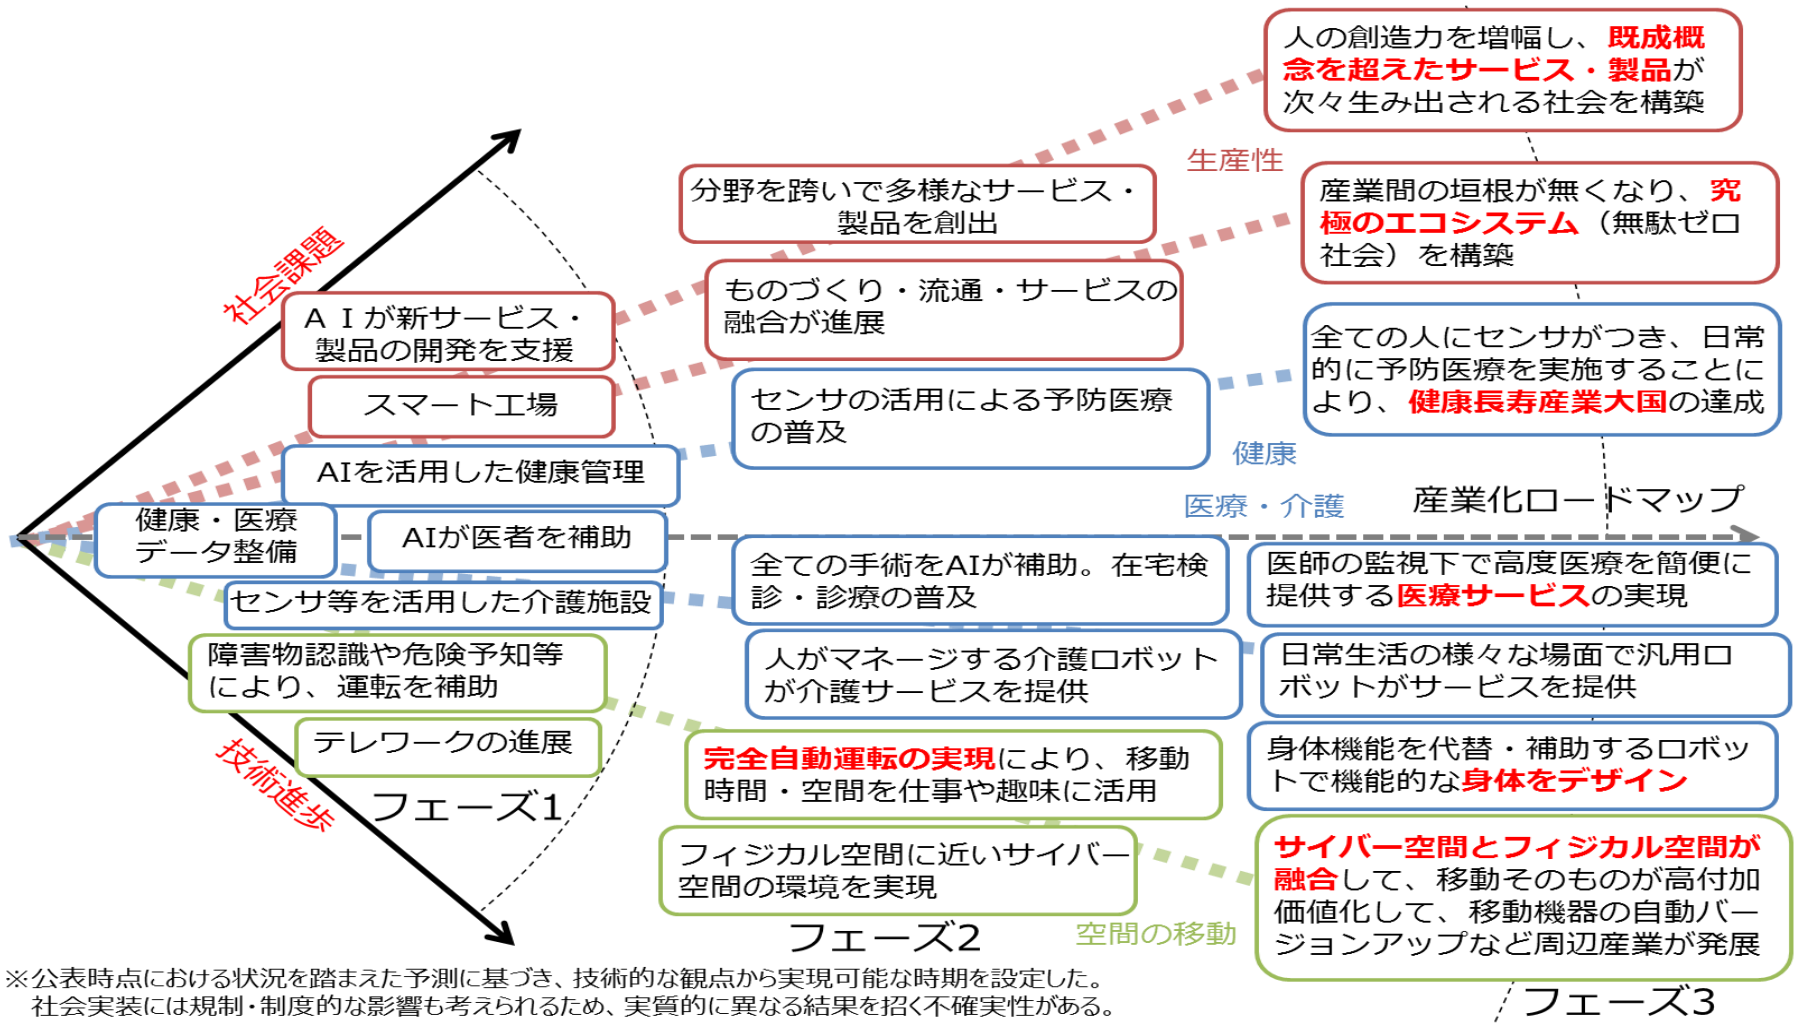 社会課題
技術進歩
ＡＩが新サービス・
製品の開発を支援
スマート工場
AIを活用した健康管理
健康・医療
データ整備
AIが医者を補助
センサ等を活用した介護施設
障害物認識や危険予知等
により、運転を補助
テレワークの進展
フェーズ1
分野を跨いで多様なサービス・
製品を創出
ものづくり・流通・サービスの
融合が進展
センサの活用による予防医療
の普及
全ての手術をAIが補助。在宅検
診・診療の普及
人がマネージする介護ロボット
が介護サービスを提供
完全自動運転の実現により、移動
時間・空間を仕事や趣味に活用
フィジカル空間に近いサイバー
空間の環境を実現
フェーズ2
生産性
健康
医療・介護
空間の移動
産業化ロードマップ
人の創造力を増幅し、既成概
念を超えたサービス・製品が
次々生み出される社会を構築
産業間の垣根が無くなり、究
極のエコシステム（無駄ゼロ
社会）を構築
全ての人にセンサがつき、日常
的に予防医療を実施することに
より、健康長寿産業大国の達成
医師の監視下で高度医療を簡便に
提供する医療サービスの実現
日常生活の様々な場面で汎用ロ
ボットがサービスを提供
身体機能を代替・補助するロボッ
トで機能的な身体をデザイン
サイバー空間とフィジカル空間が
融合して、移動そのものが高付加
価値化して、移動機器の自動バー
ジョンアップなど周辺産業が発展
フェーズ3
※公表時点における状況を踏まえた予測に基づき、技術的な観点から実現可能な時期を設定した。
社会実装には規制・制度的な影響も考えられるため、実質的に異なる結果を招く不確実性がある。